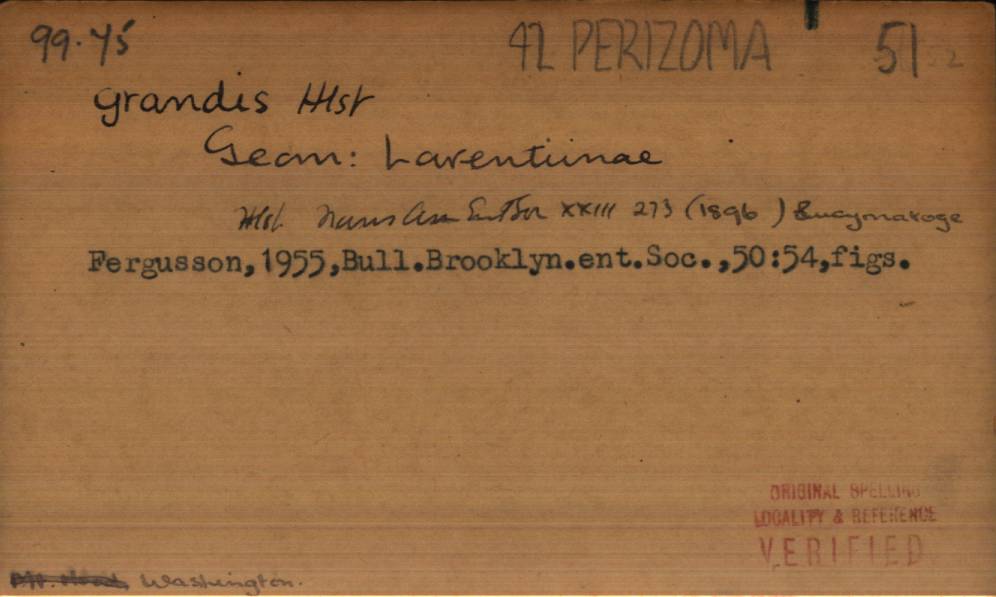 99.45 42 PERIZOMA 51
grandis Hlst
Geom: Larentiinae
Hlst. Trans Am Ent Soc XXIII 273 (1896) Eucymatoge
Fergusson,1955,Bull.Brooklyn.ent.Soc.,50:54,figs.
ORIGINAL SPELLING
LOCALITY & REFERENCE
VERIFIED
Washington.